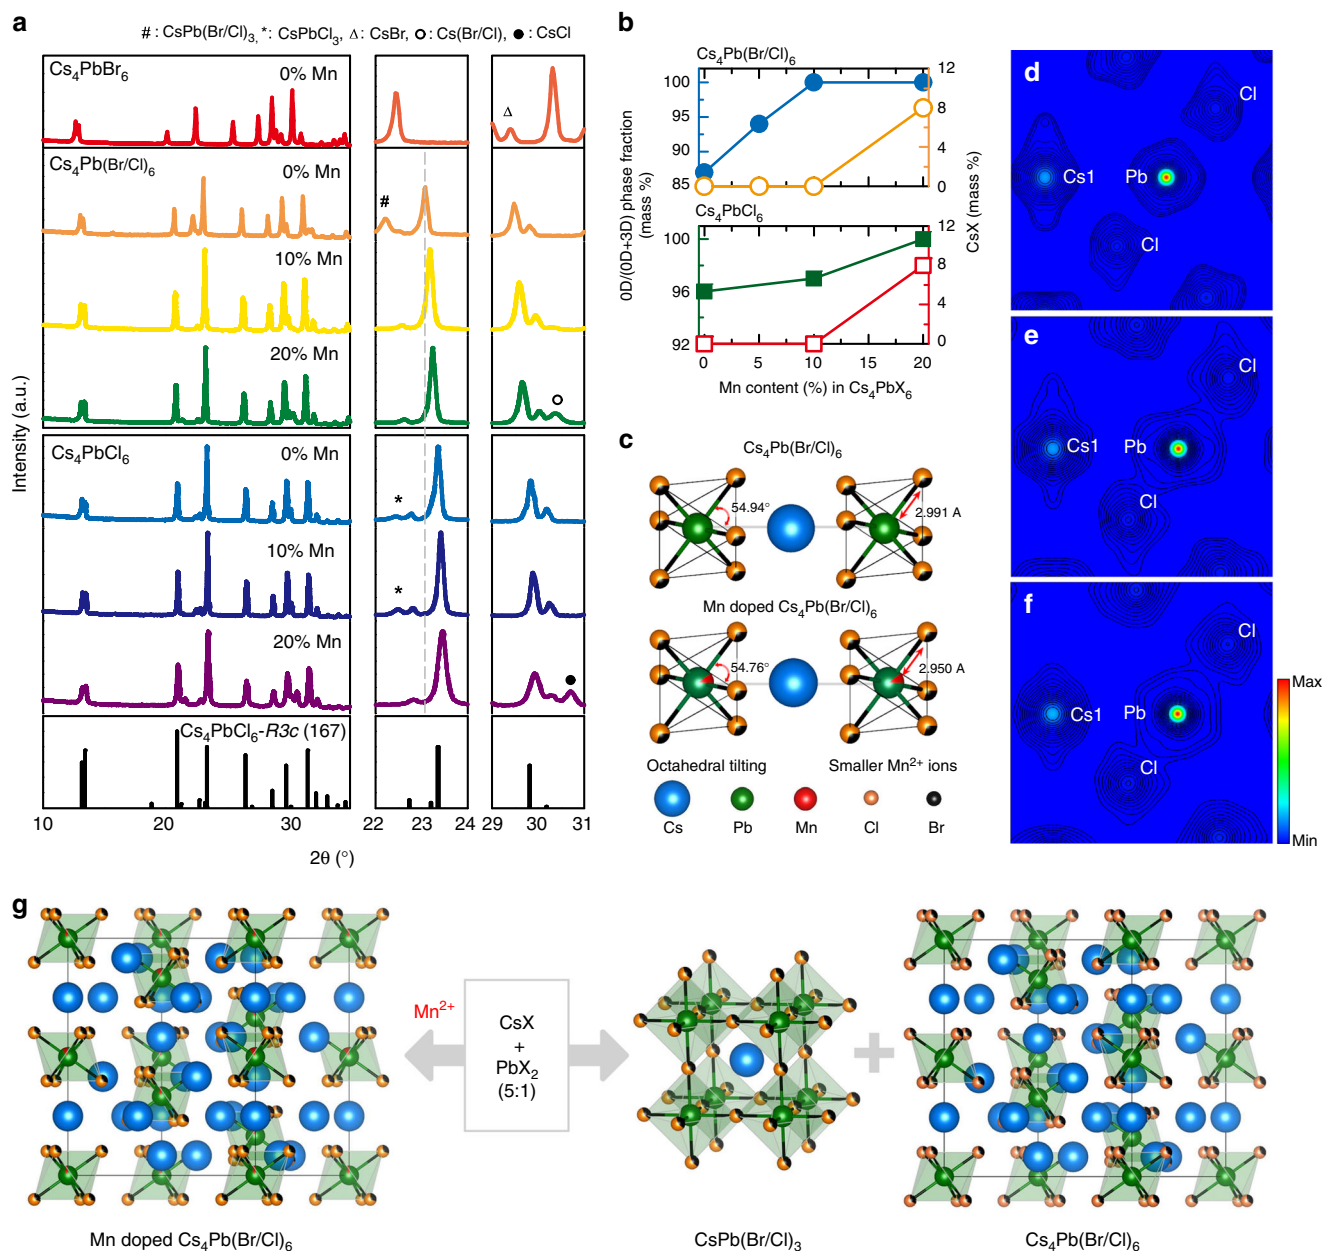 a
# : CsPb(Br/Cl)3, * : CsPbCl3, Δ : CsBr, o : Cs(Br/Cl), ● : CsCl
Intensity (a.u.)
Cs4PbBr6
0% Mn
Δ
Cs4Pb(Br/Cl)6
0% Mn
#
10% Mn
20% Mn
o
Cs4PbCl6
0% Mn
*
10% Mn
*
20% Mn
●
Cs4PbCl6-R3c (167)
10 20 30 22 23 24 29 30 31
2θ (°)
b
Cs4Pb(Br/Cl)6
100
95
90
85
12
8
4
0
Cs4PbCl6
100
96
92
12
8
4
0
0 5 10 15 20
0D/(0D+3D) phase fraction
(mass %)
CsX (mass %)
Mn content (%) in Cs4PbX6
c
Cs4Pb(Br/Cl)6
54.94°
2.991 A
Mn doped Cs4Pb(Br/Cl)6
54.76°
2.950 A
Octahedral tilting
Smaller Mn2+ ions
Cs Pb Mn Cl Br
d
Cl
Cs1
Pb
Cl
e
Cl
Cs1
Pb
Cl
f
Cl
Cs1
Pb
Cl
Max
Min
g
Mn2+
CsX
+
PbX2
(5:1)
Mn doped Cs4Pb(Br/Cl)6
CsPb(Br/Cl)3
Cs4Pb(Br/Cl)6